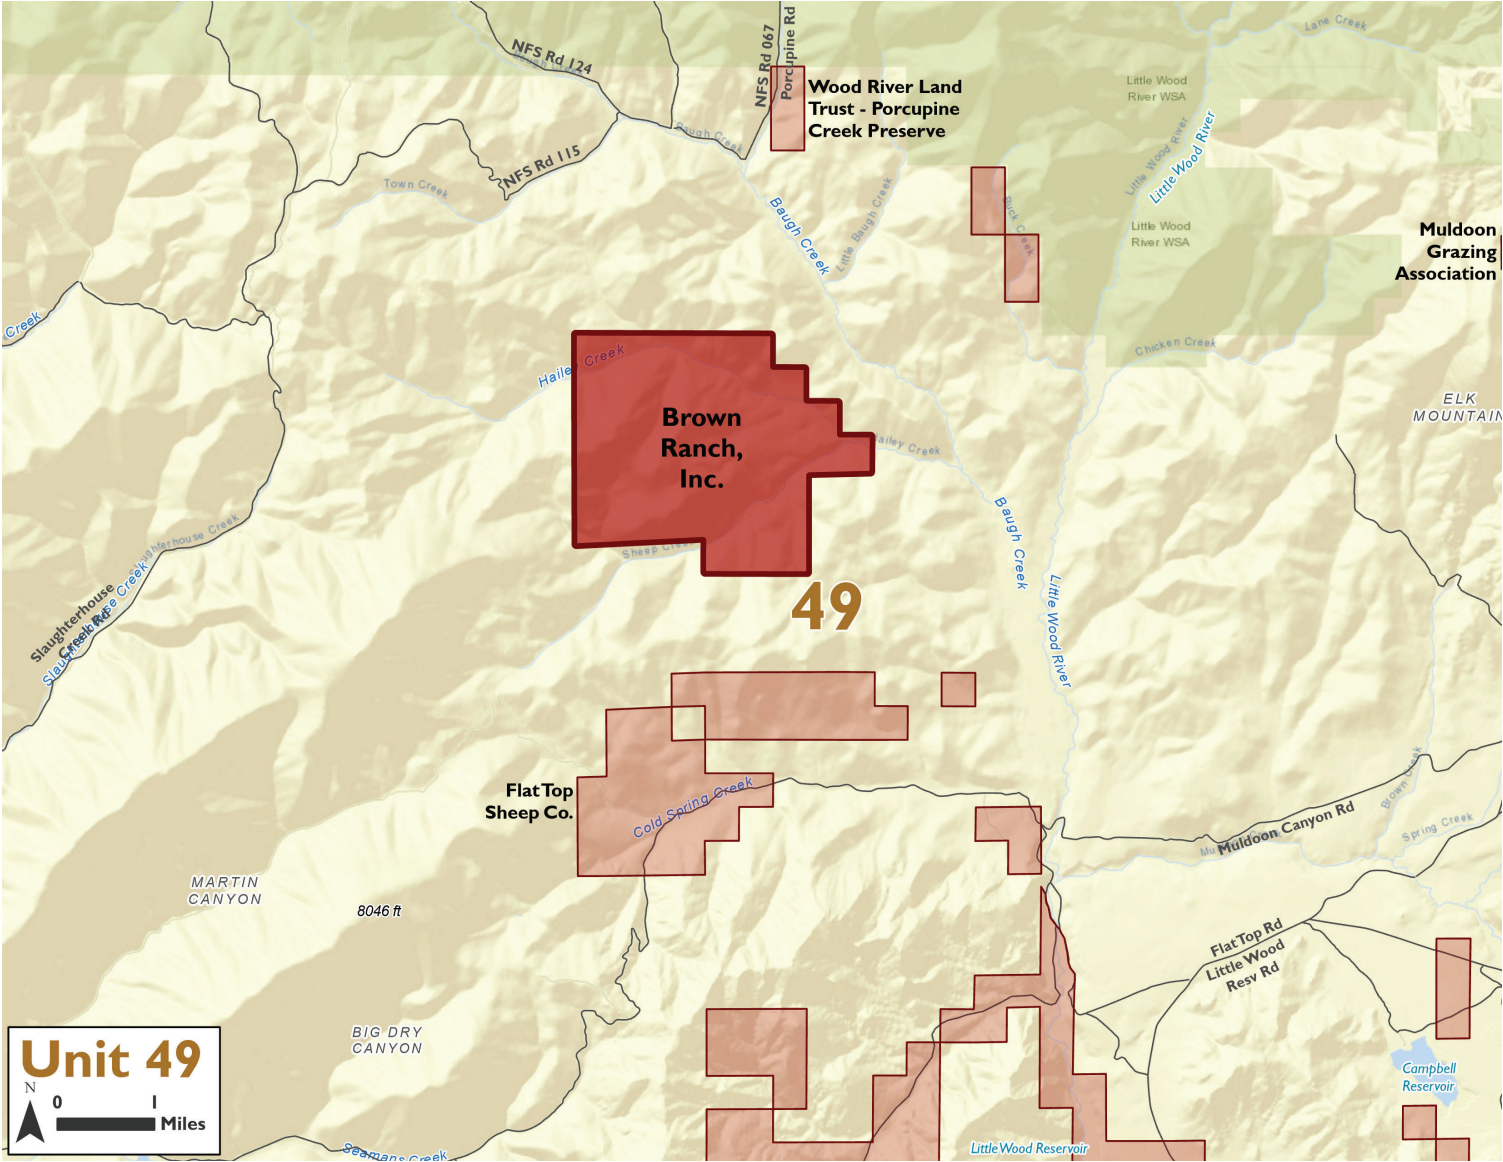 Lane Creek
NFS Rd 124
Baugh Creek
NFS Rd 067
Porcupine Rd
Wood River Land
Trust - Porcupine
Creek Preserve
Little Wood
River WSA
Baugh Creek
NFS Rd 115
Town Creek
Little Wood River
Little Wood River
Baugh Creek
Little Baugh Creek
Buck Creek
Little Wood
River WSA
Muldoon
Grazing
Association
Creek
Hailey Creek
Chicken Creek
ELK
MOUNTAIN
Brown
Ranch,
Inc.
Hailey Creek
Baugh Creek
Slaughterhouse Creek
Sheep Creek
Slaughterhouse
Creek Rd
Slaughterhouse Creek
49
Little Wood River
Flat Top
Sheep Co.
Cold Spring Creek
Brown Creek
Muldoon Canyon Rd
Spring Creek
MARTIN
CANYON
8046 ft
Flat Top Rd
Little Wood
Resv Rd
BIG DRY
CANYON
Unit 49
N
0 1
Miles
Campbell
Reservoir
Seamans Creek
Little Wood Reservoir